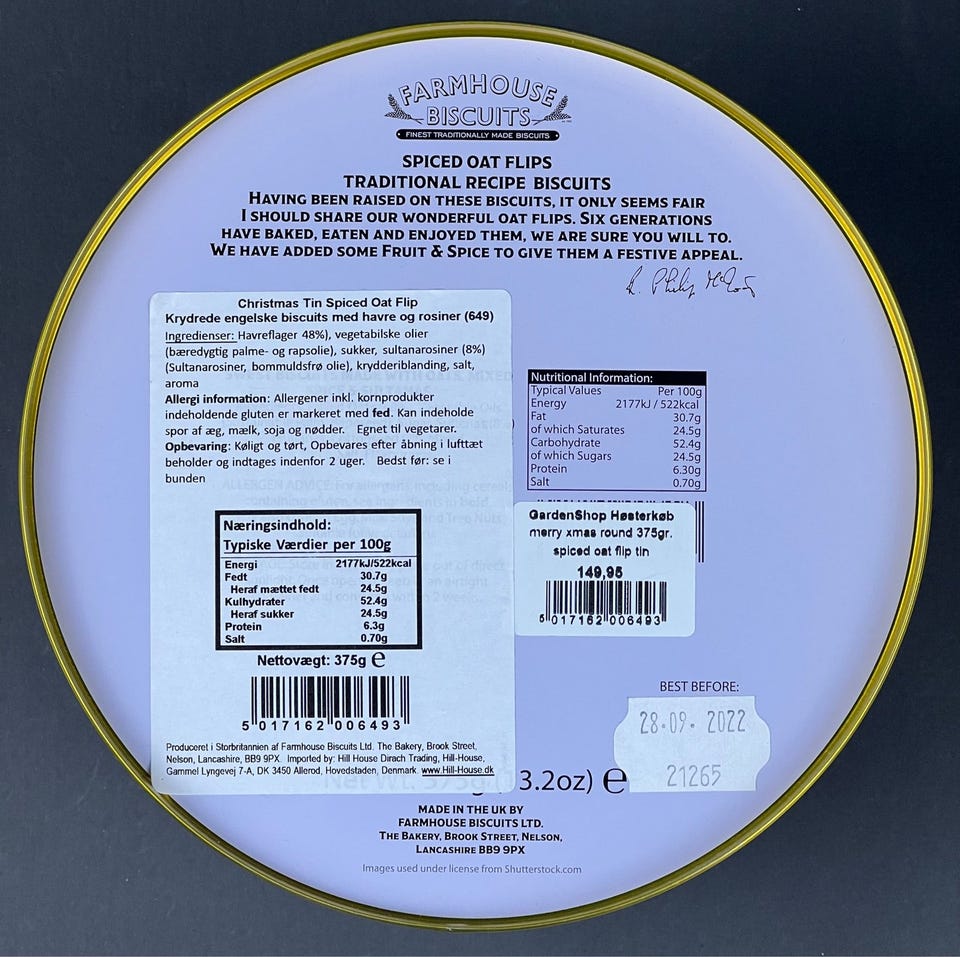 FARMHOUSE
BISCUITS
FINEST TRADITIONALLY MADE BISCUITS
SPICED OAT FLIPS
TRADITIONAL RECIPE BISCUITS
HAVING BEEN RAISED ON THESE BISCUITS, IT ONLY SEEMS FAIR
I SHOULD SHARE OUR WONDERFUL OAT FLIPS. SIX GENERATIONS
HAVE BAKED, EATEN AND ENJOYED THEM, WE ARE SURE YOU WILL TO.
WE HAVE ADDED SOME FRUIT & SPICE TO GIVE THEM A FESTIVE APPEAL.
Christmas Tin Spiced Oat Flip
Krydrede engelske biscuits med havre og rosiner (649)
Ingredienser: Havreflager 48%), vegetabilske olier
(bæredygtig palme- og rapsolie), sukker, sultanarosiner (8%)
(Sultanarosiner, bommuldsfrø olie), krydderiblanding, salt,
aroma
Allergi information: Allergener inkl. kornprodukter
indeholdende gluten er markeret med fed. Kan indeholde
spor af æg, mælk, soja og nødder. Egnet til vegetarer.
Opbevaring: Køligt og tørt, Opbevares efter åbning i lufttæt
beholder og indtages indenfor 2 uger. Bedst før: se i
bunden
Næringsindhold:
Typiske Værdier per 100g
Energi 2177kJ/522kcal
Fedt 30.7g
Heraf mættet fedt 24.5g
Kulhydrater 52.4g
Heraf sukker 24.5g
Protein 6.3g
Salt 0.70g
Nettovægt: 375g e
5 017162 006493
Produceret i Storbritannien af Farmhouse Biscuits Ltd. The Bakery, Brook Street,
Nelson, Lancashire, BB9 9PX. Imported by: Hill House Dirach Trading, Hill-House,
Gammel Lyngevej 7-A, DK 3450 Allerod, Hovedstaden, Denmark. www.Hill-House.dk
Nutritional Information:
Typical Values Per 100g
Energy 2177kJ / 522kcal
Fat 30.7g
of which Saturates 24.5g
Carbohydrate 52.4g
of which Sugars 24.5g
Protein 6.30g
Salt 0.70g
GardenShop Høsterkøb
merry xmas round 375gr.
spiced oat flip tin
149,95
5 017162 006493
BEST BEFORE:
28.09. 2022
21265
Net Wt. 375g (13.2oz) e
MADE IN THE UK BY
FARMHOUSE BISCUITS LTD.
THE BAKERY, BROOK STREET, NELSON,
LANCASHIRE BB9 9PX
Images used under license from Shutterstock.com